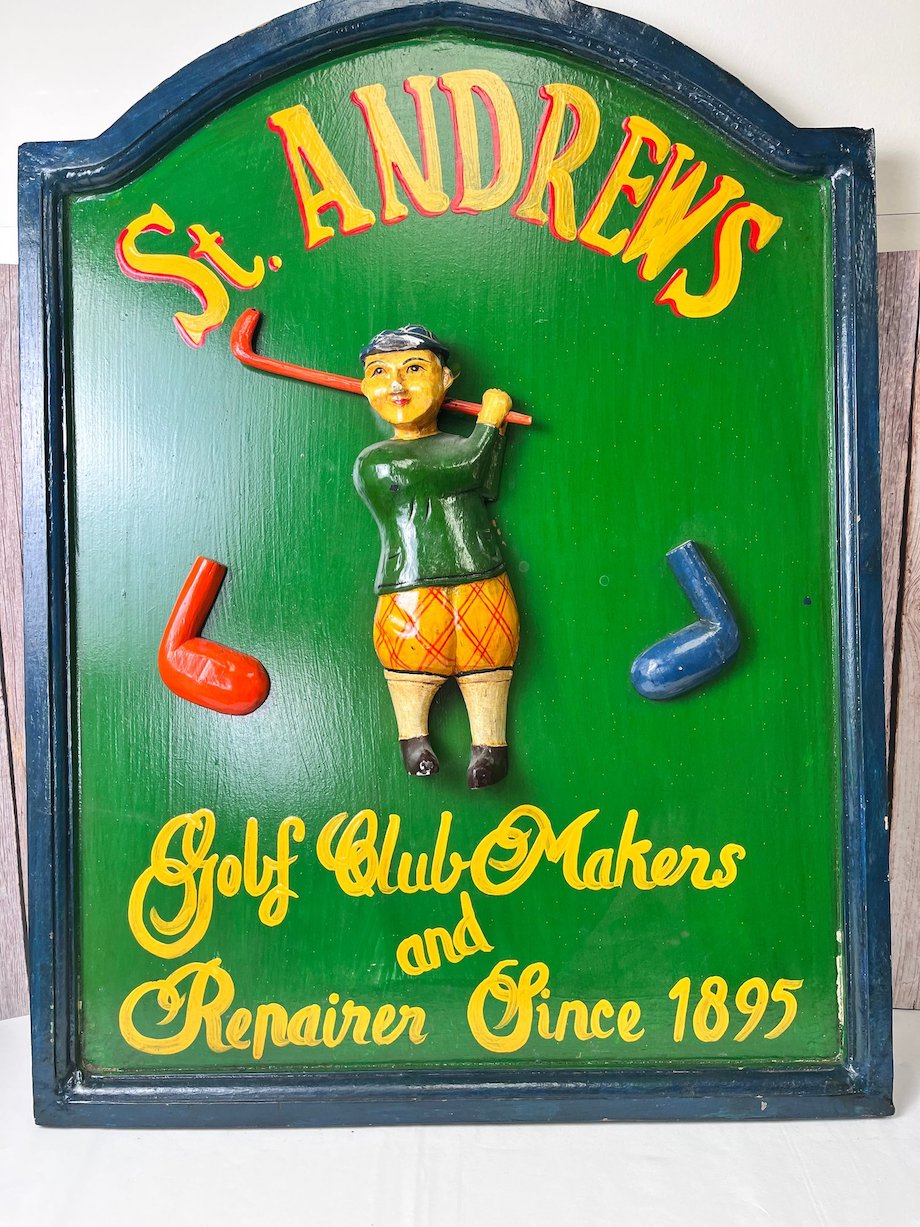 St. ANDREWS
Golf Club Makers
and
Repairer Since 1895